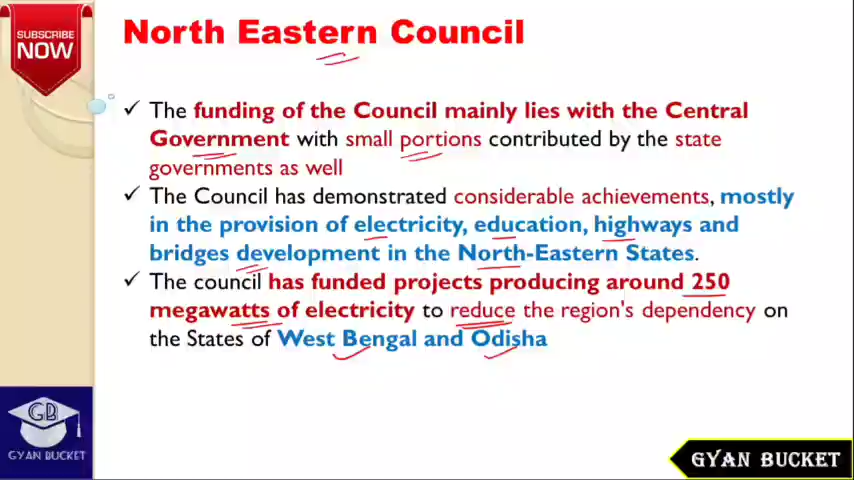 SUBSCRIBE
NOW
North Eastern Council
✓ The funding of the Council mainly lies with the Central
Government with small portions contributed by the state
governments as well
✓ The Council has demonstrated considerable achievements, mostly
in the provision of electricity, education, highways and
bridges development in the North-Eastern States.
✓ The council has funded projects producing around 250
megawatts of electricity to reduce the region's dependency on
the States of West Bengal and Odisha
GB
GYAN BUCKET
GYAN BUCKET